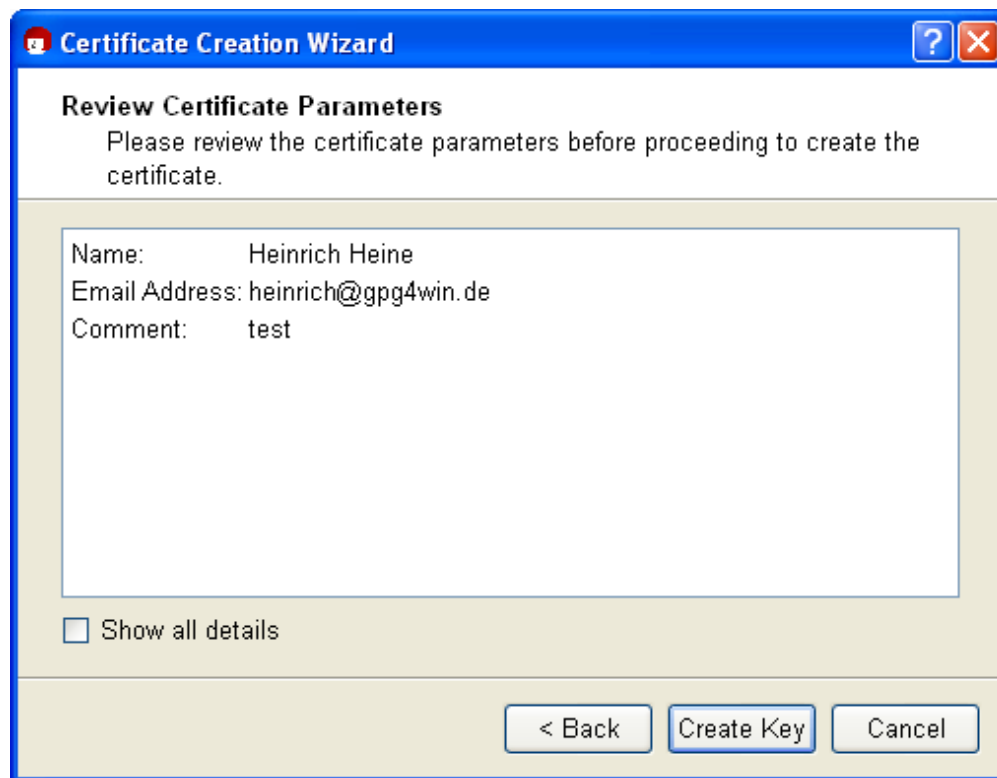 Certificate Creation Wizard
Review Certificate Parameters
Please review the certificate parameters before proceeding to create the
certificate.
Name: Heinrich Heine
Email Address: heinrich@gpg4win.de
Comment: test
Show all details
< Back Create Key Cancel